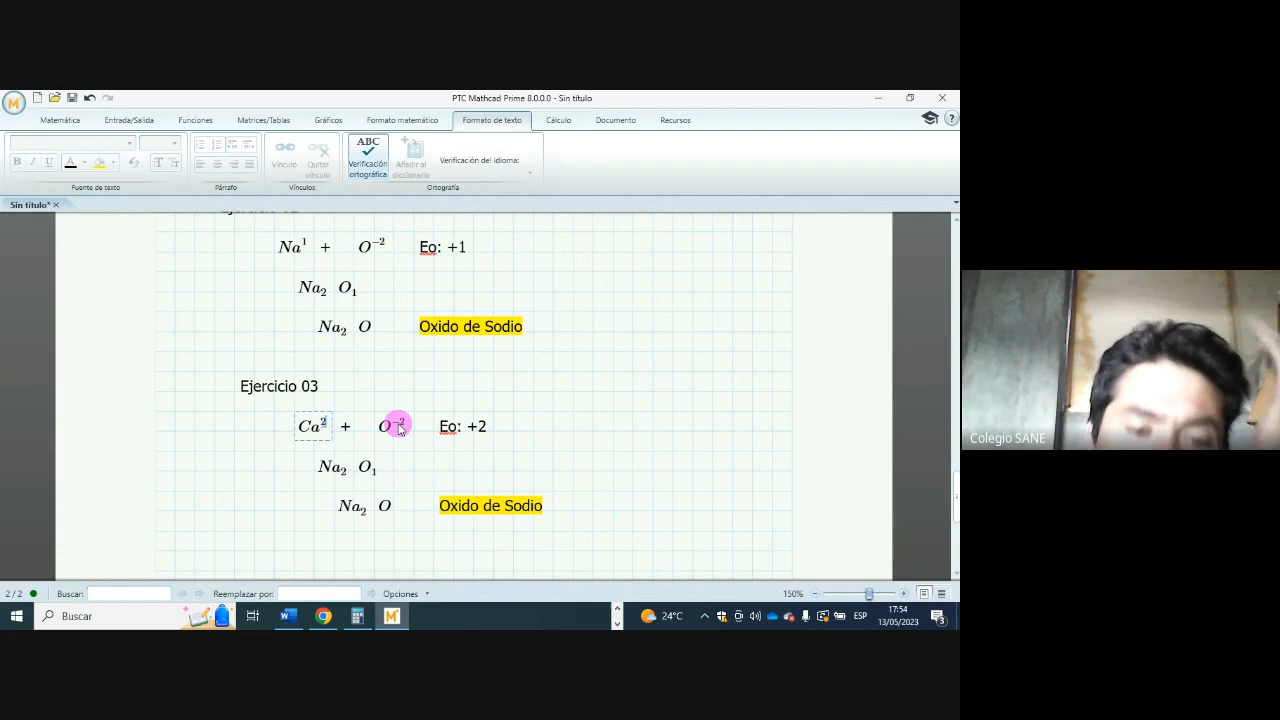 PTC Mathcad Prime 8.0.0.0 - Sin título
Matemática Entrada/Salida Funciones Matrices/Tablas Gráficos Formato matemático Formato de texto Cálculo Documento Recursos
N K U A
ABC
Vínculo Quitar vínculo
Verificación ortográfica
Añadir al diccionario
Verificación del idioma:
Fuente de texto Párrafo Vínculos Ortografía
Sin título* ×
Na¹ + O⁻² Eo: +1
Na₂ O₁
Na₂ O Oxido de Sodio
Ejercicio 03
Ca² + O⁻² Eo: +2
Na₂ O₁
Na₂ O Oxido de Sodio
Colegio SANE
2/2 Buscar: Reemplazar por: Opciones 150%
Buscar 24°C ESP 17:54
13/05/2023
3